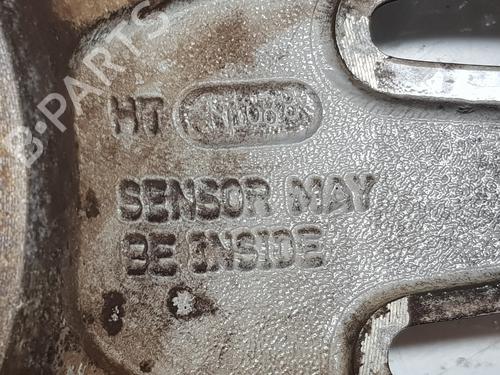 B-PARTS
HT
SENSOR MAY
BE INSIDE